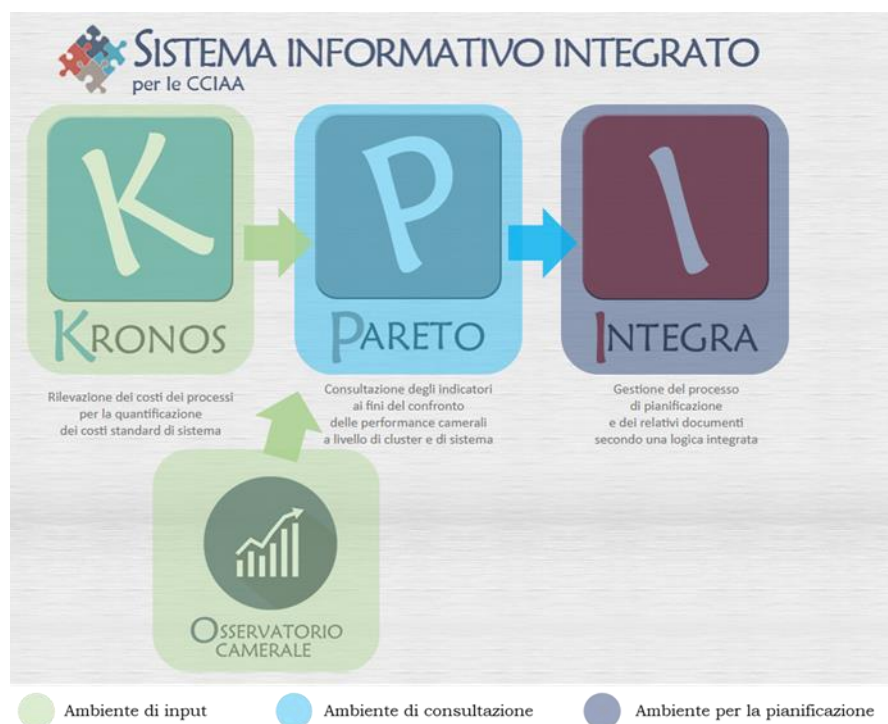 SISTEMA INFORMATIVO INTEGRATO
per le CCIAA
K
P
I
KRONOS
PARETO
INTEGRA
Rilevazione dei costi dei processi
per la quantificazione
dei costi standard di sistema
Consultazione degli indicatori
ai fini del confronto
delle performance camerali
a livello di cluster e di sistema
Gestione del processo
di pianificazione
e dei relativi documenti
secondo una logica integrata
OSSERVATORIO
CAMERALE
Ambiente di input
Ambiente di consultazione
Ambiente per la pianificazione